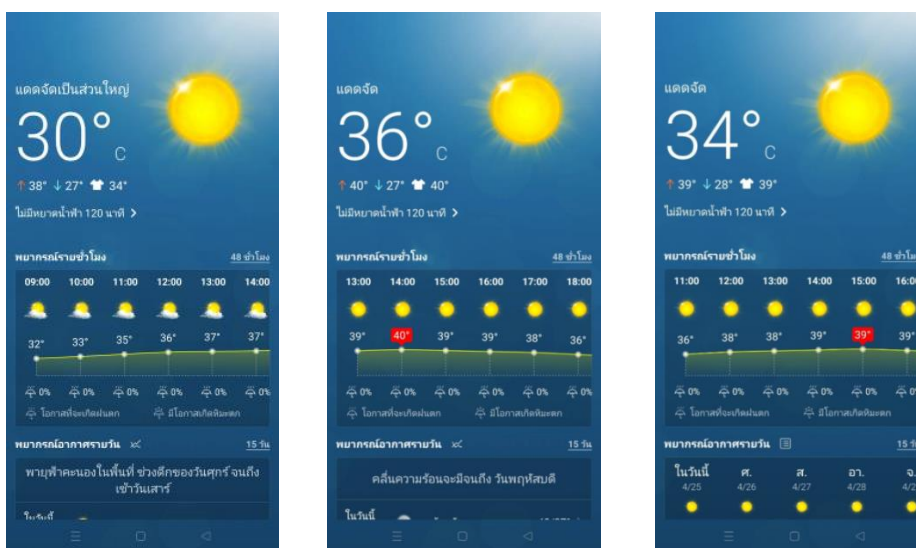 แดดจัดเป็นส่วนใหญ่
30°
C
↑ 38° ↓ 27° 34°
ไม่มีหยาดน้ำฟ้า 120 นาที >
พยากรณ์รายชั่วโมง 48 ชั่วโมง
09:00 10:00 11:00 12:00 13:00 14:00
32° 33° 35° 36° 37° 37°
0% 0% 0% 0% 0% 0%
โอกาสที่จะเกิดฝนตก มีโอกาสเกิดหิมะตก
พยากรณ์อากาศรายวัน 15 วัน
พายุฟ้าคะนองในพื้นที่ ช่วงดึกของวันศุกร์ จนถึง
เช้าวันเสาร์
ในวันนี้
แดดจัด
36°
C
↑ 40° ↓ 27° 40°
ไม่มีหยาดน้ำฟ้า 120 นาที >
พยากรณ์รายชั่วโมง 48 ชั่วโมง
13:00 14:00 15:00 16:00 17:00 18:00
39° 40° 39° 39° 38° 36°
0% 0% 0% 0% 0% 0%
โอกาสที่จะเกิดฝนตก มีโอกาสเกิดหิมะตก
พยากรณ์อากาศรายวัน 15 วัน
คลื่นความร้อนจะมีจนถึง วันพฤหัสบดี
ในวันนี้
แดดจัด
34°
C
↑ 39° ↓ 28° 39°
ไม่มีหยาดน้ำฟ้า 120 นาที >
พยากรณ์รายชั่วโมง 48 ชั่วโมง
11:00 12:00 13:00 14:00 15:00 16:0
36° 38° 38° 39° 39° 39°
0% 0% 0% 0% 0%
โอกาสที่จะเกิดฝนตก มีโอกาสเกิดหิมะตก
พยากรณ์อากาศรายวัน 15 วัน
ในวันนี้ ศ. ส. อา. จ.
4/25 4/26 4/27 4/28